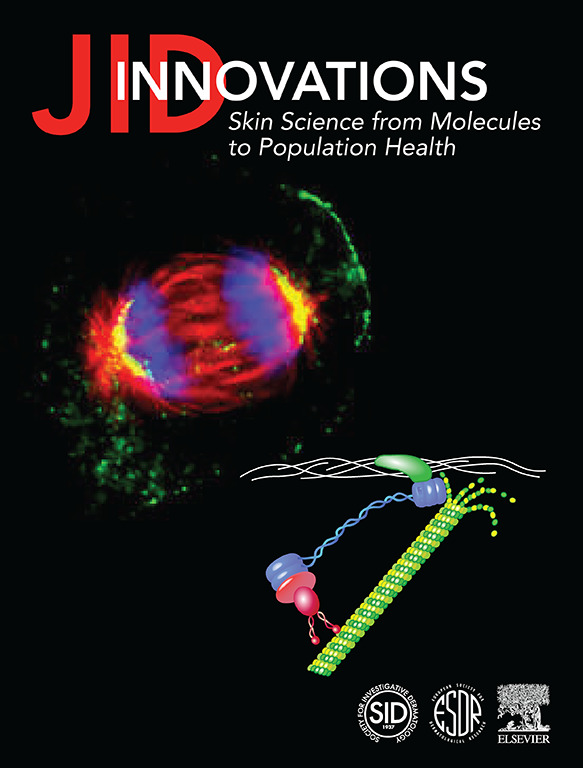 JID
INNOVATIONS
Skin Science from Molecules
to Population Health
SOCIETY FOR INVESTIGATIVE DERMATOLOGY
SID
1937
EUROPEAN SOCIETY FOR
ESDR
DERMATOLOGICAL RESEARCH
ELSEVIER